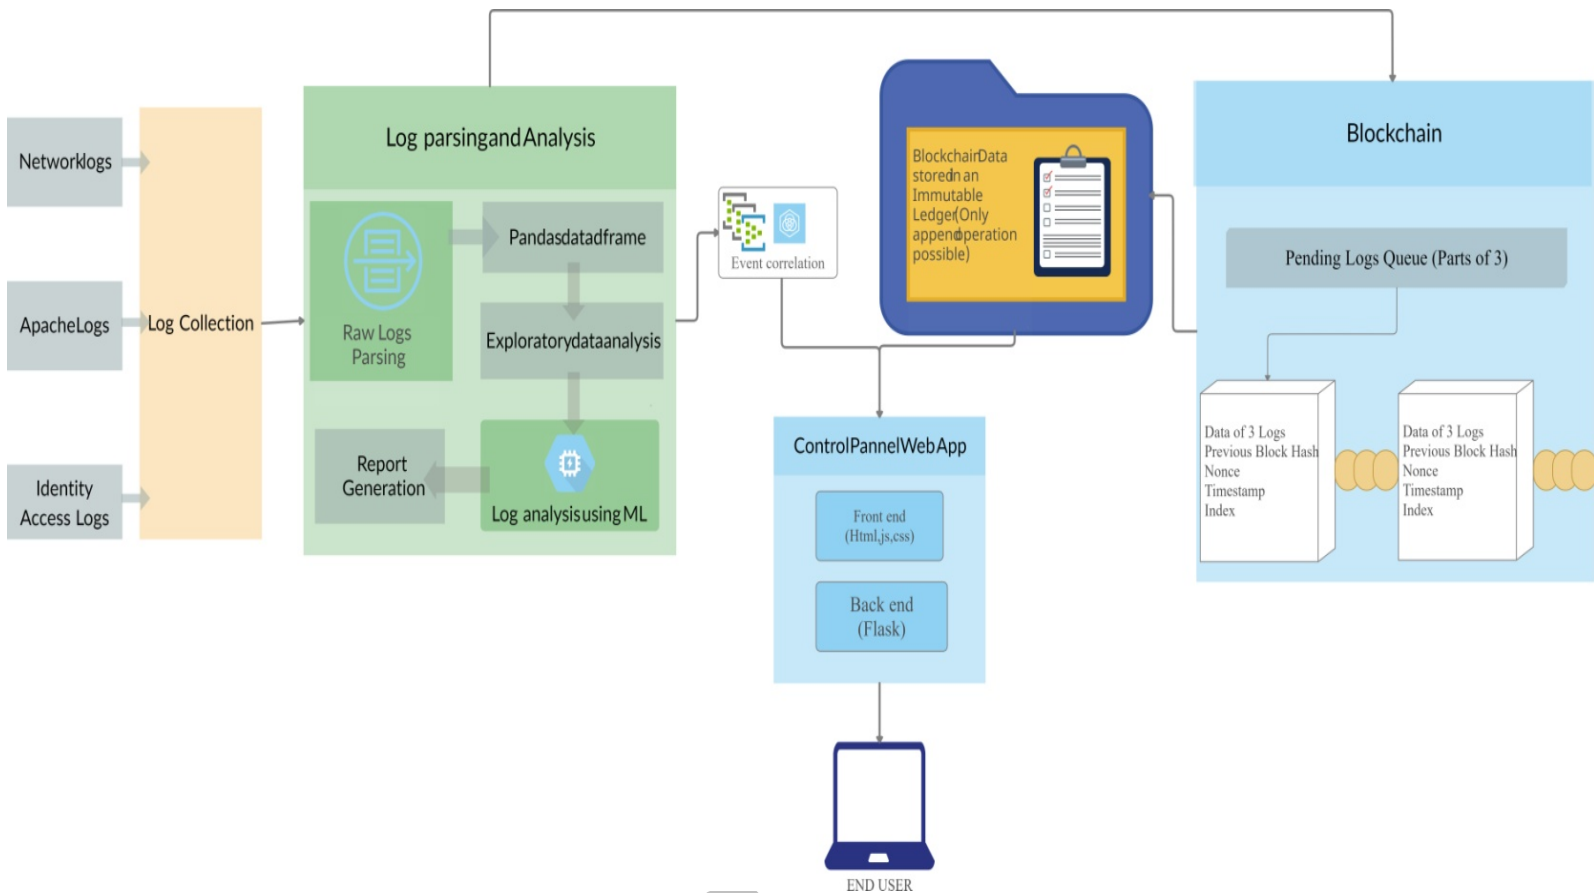 Networklogs
ApacheLogs
Identity
Access Logs
Log Collection
Log parsingandAnalysis
Raw Logs
Parsing
Pandasdatadframe
Exploratorydataanalysis
Log analysisusing ML
Report
Generation
Event correlation
BlockchainData
storedin an
Immutable
Ledger(Only
appendoperation
possible)
Blockchain
Pending Logs Queue (Parts of 3)
Data of 3 Logs
Previous Block Hash
Nonce
Timestamp
Index
Data of 3 Logs
Previous Block Hash
Nonce
Timestamp
Index
ControlPannelWebApp
Front end
(Html,js,css)
Back end
(Flask)
END USER